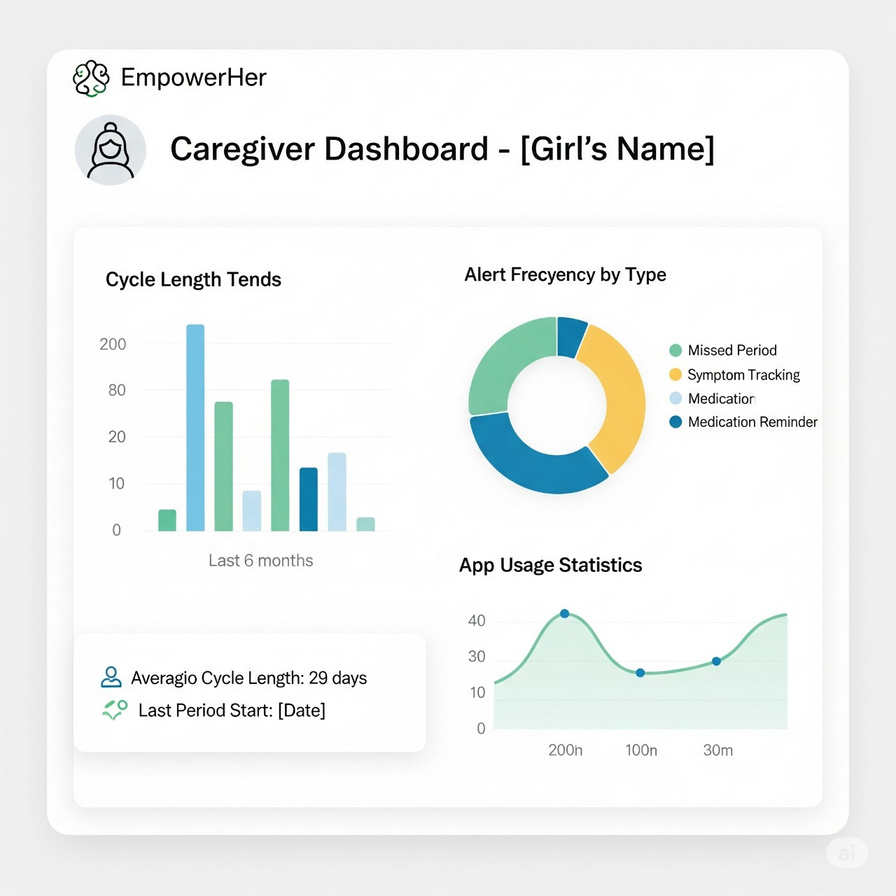 EmpowerHer
Caregiver Dashboard - [Girl's Name]
Cycle Length Tends
200
80
20
10
0
Last 6 months
Alert Frecyency by Type
Missed Period
Symptom Tracking
Medicatior
Medication Reminder
Averagio Cycle Length: 29 days
Last Period Start: [Date]
App Usage Statistics
40
30
10
0
200h 100n 30m
ai